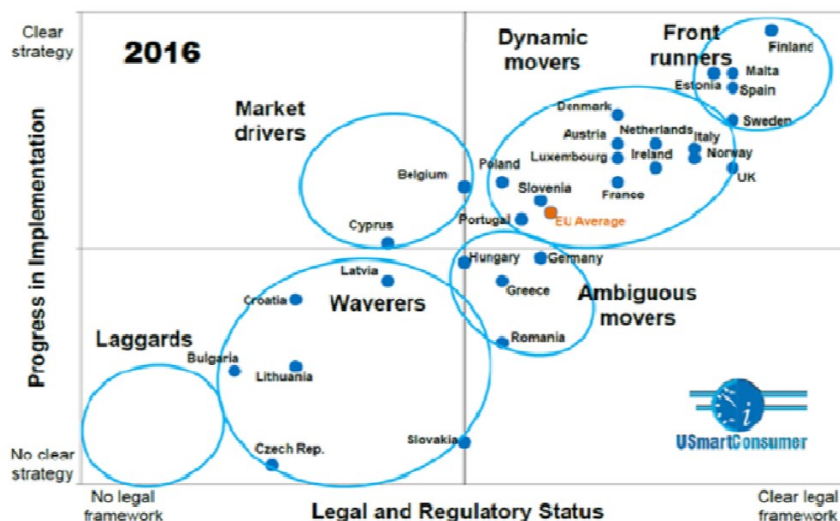 Clear
strategy
2016
Dynamic
movers
Front
runners
Finland
Estonia
Malta
Spain
Sweden
Market
drivers
Denmark
Austria
Netherlands
Italy
Luxembourg
Ireland
Norway
UK
France
Belgium
Poland
Slovenia
Portugal
EU Average
Cyprus
Progress in Implementation
Latvia
Waverers
Croatia
Hungary
Germany
Greece
Ambiguous
movers
Romania
Laggards
Bulgaria
Lithuania
Slovakia
Czech Rep.
i
USmartConsumer
No clear
strategy
No legal
framework
Legal and Regulatory Status
Clear legal
framework